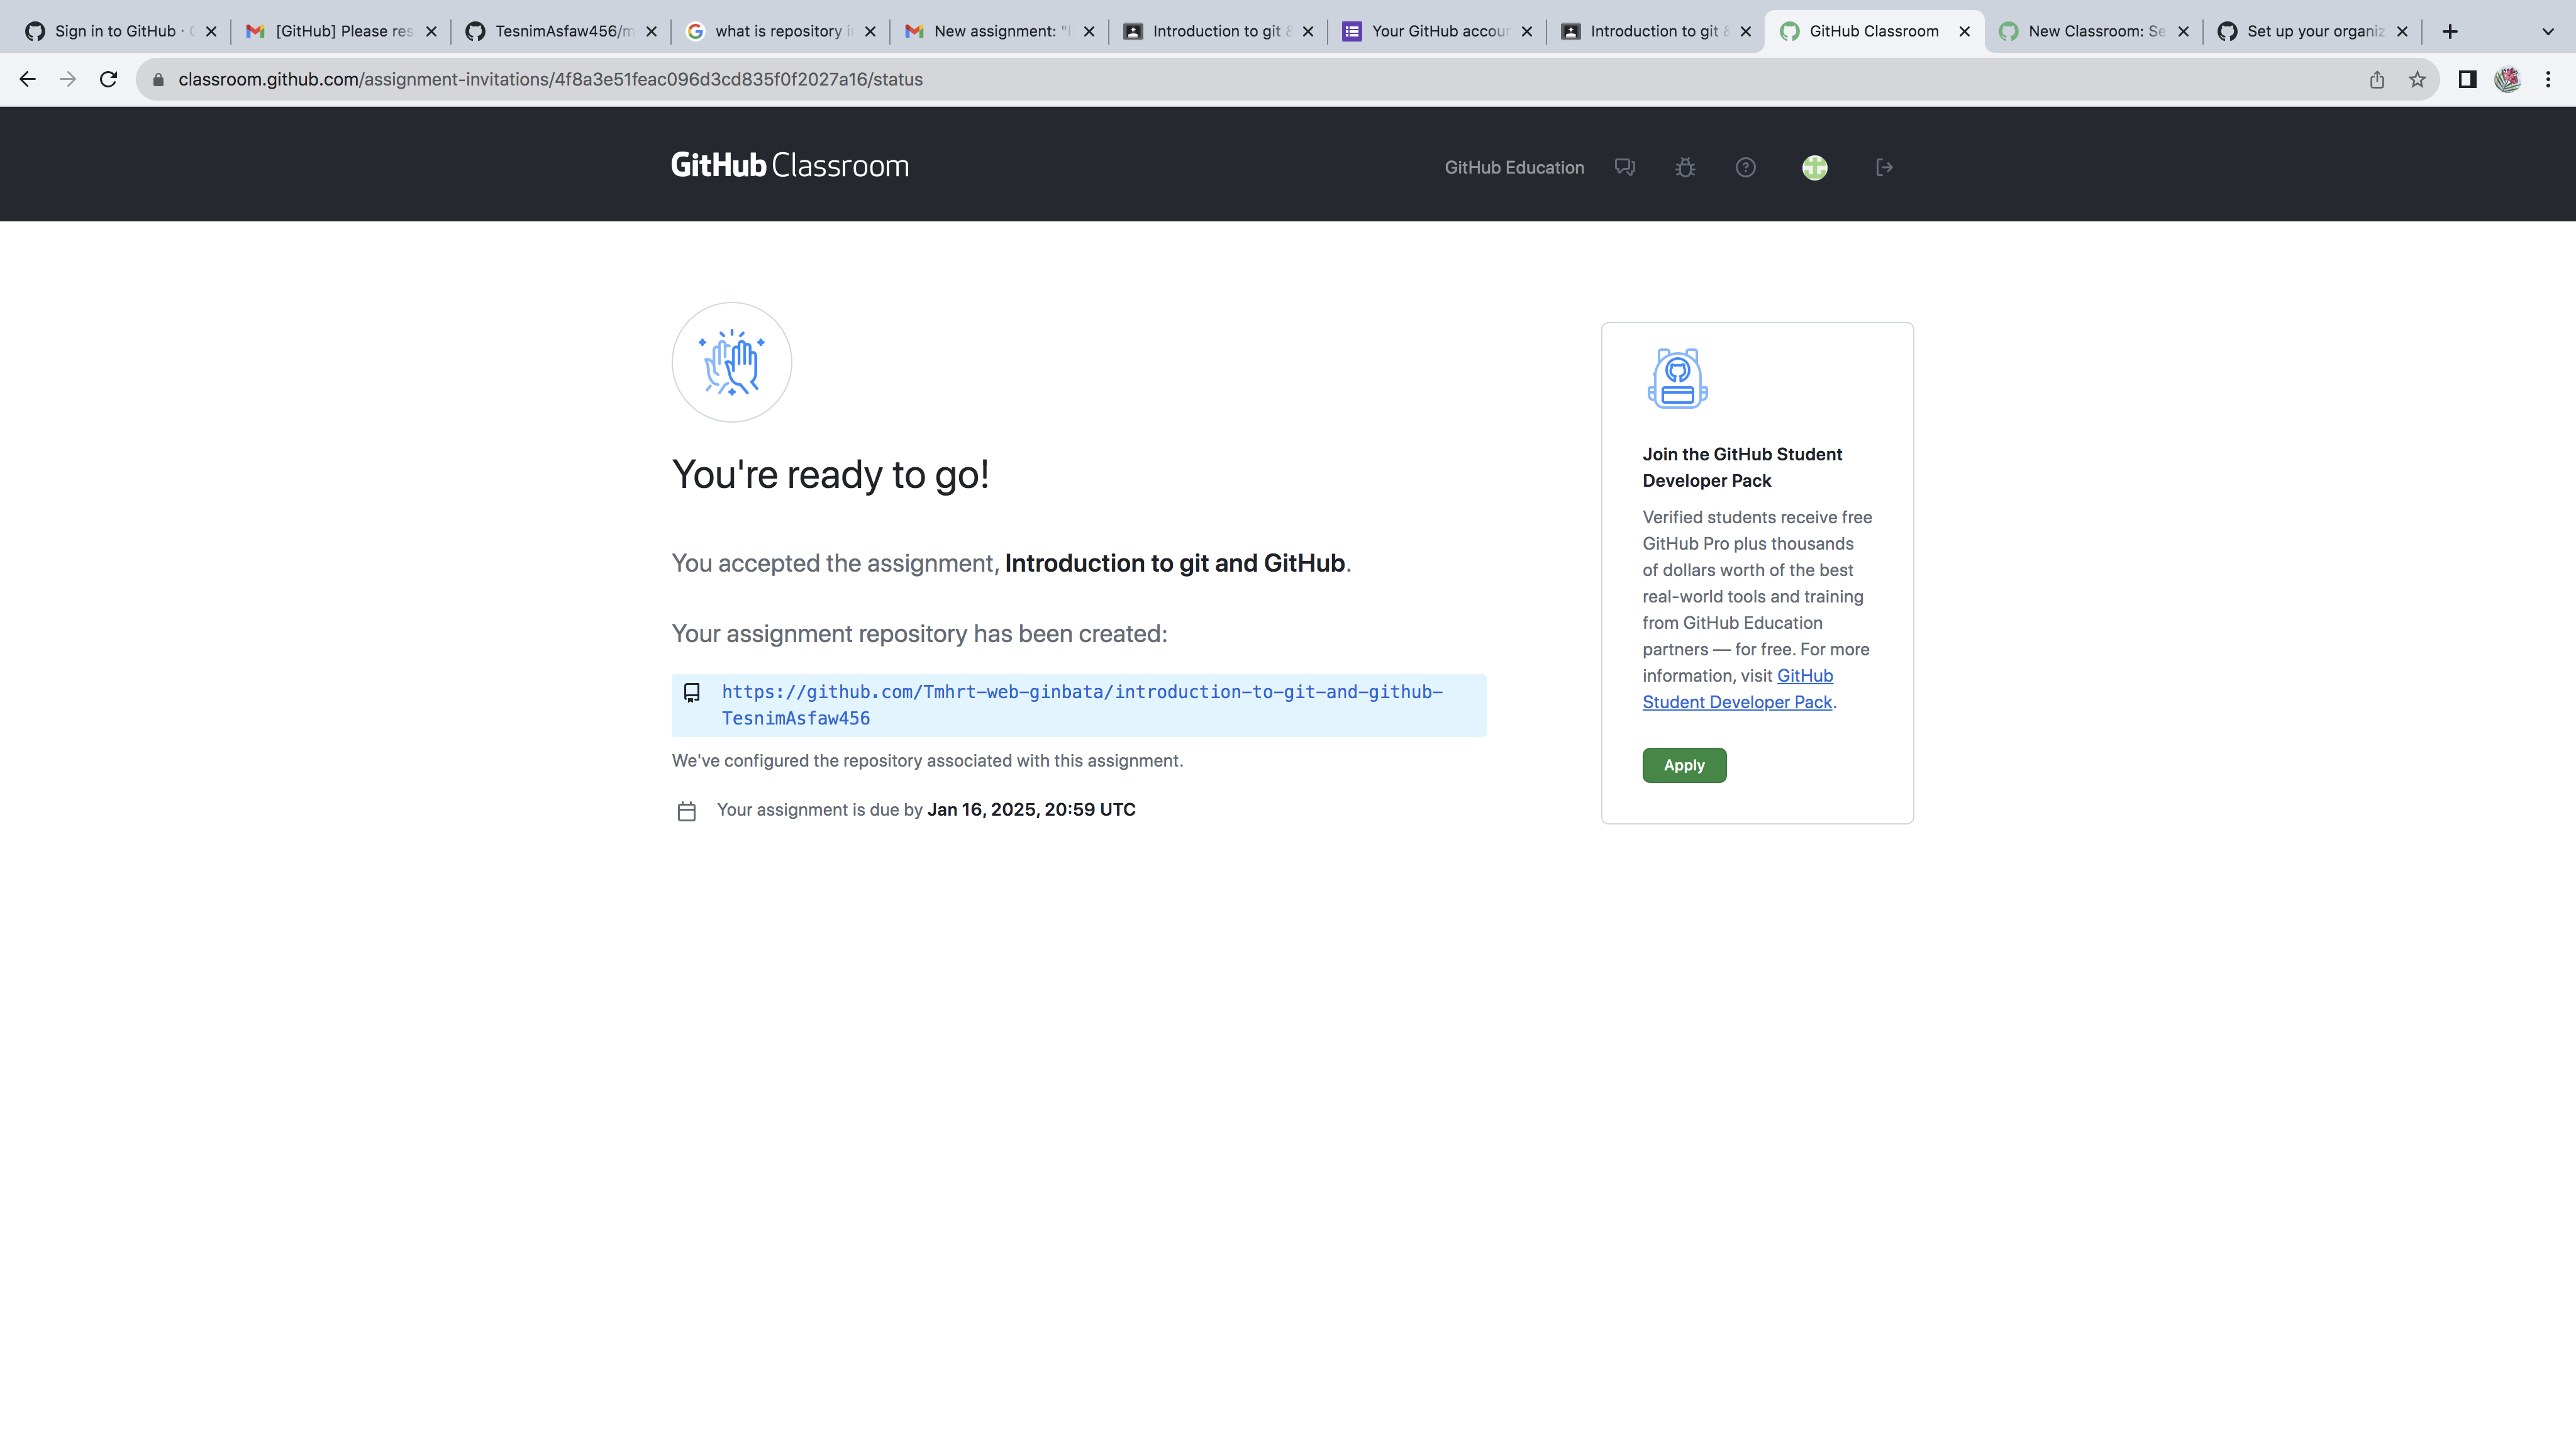 Sign in to GitHub ·
[GitHub] Please res
TesnimAsfaw456/m
what is repository i
New assignment: "I
Introduction to git &
Your GitHub accour
Introduction to git &
GitHub Classroom
New Classroom: Se
Set up your organiz
classroom.github.com/assignment-invitations/4f8a3e51feac096d3cd835f0f2027a16/status
GitHub Classroom
GitHub Education
You're ready to go!
You accepted the assignment, Introduction to git and GitHub.
Your assignment repository has been created:
https://github.com/Tmhrt-web-ginbata/introduction-to-git-and-github-
TesnimAsfaw456
We've configured the repository associated with this assignment.
Your assignment is due by Jan 16, 2025, 20:59 UTC
Join the GitHub Student
Developer Pack
Verified students receive free
GitHub Pro plus thousands
of dollars worth of the best
real-world tools and training
from GitHub Education
partners — for free. For more
information, visit GitHub
Student Developer Pack.
Apply